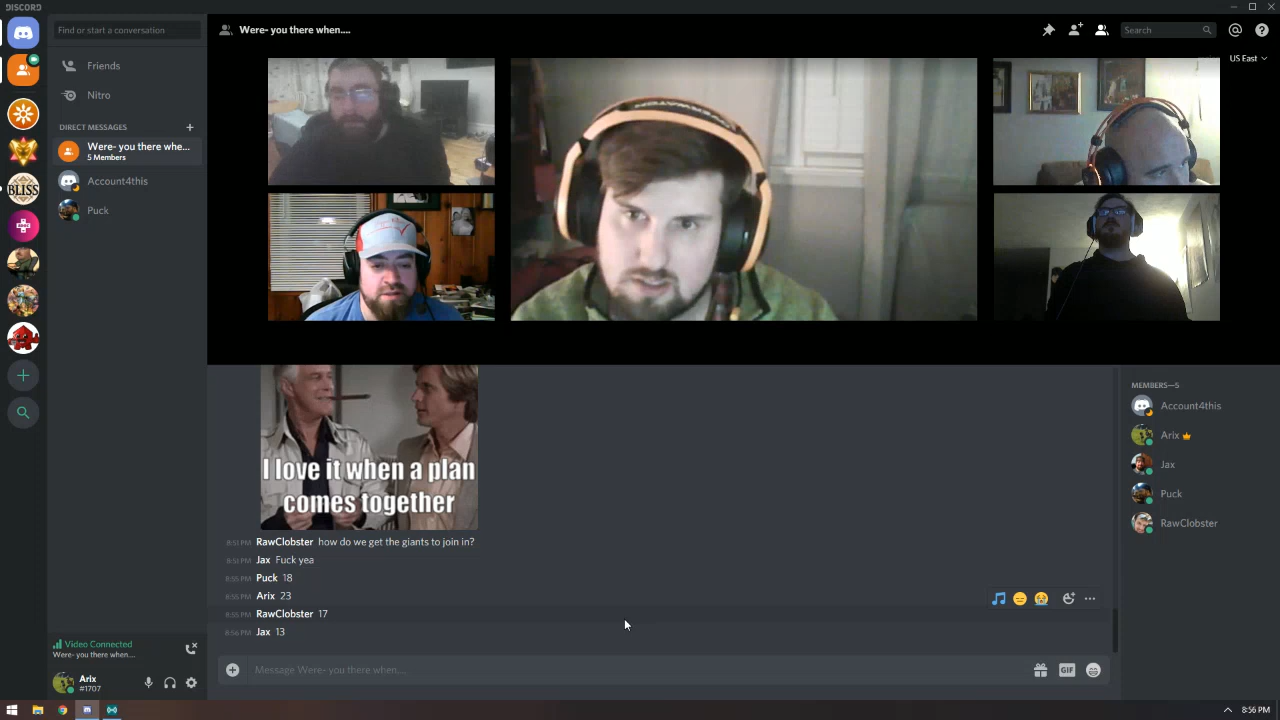 DISCORD
Find or start a conversation
Were- you there when....
Search
US East
Friends
Nitro
DIRECT MESSAGES
Were- you there whe...
5 Members
Account4this
Puck
BLISS
I love it when a plan
comes together
8:51 PM RawClobster how do we get the giants to join in?
8:51 PM Jax Fuck yea
8:55 PM Puck 18
8:55 PM Arix 23
8:55 PM RawClobster 17
8:56 PM Jax 13
MEMBERS—5
Account4this
Arix
Jax
Puck
RawClobster
Video Connected
Were- you there when....
Arix
#1707
Message Were- you there when....
GIF
8:56 PM